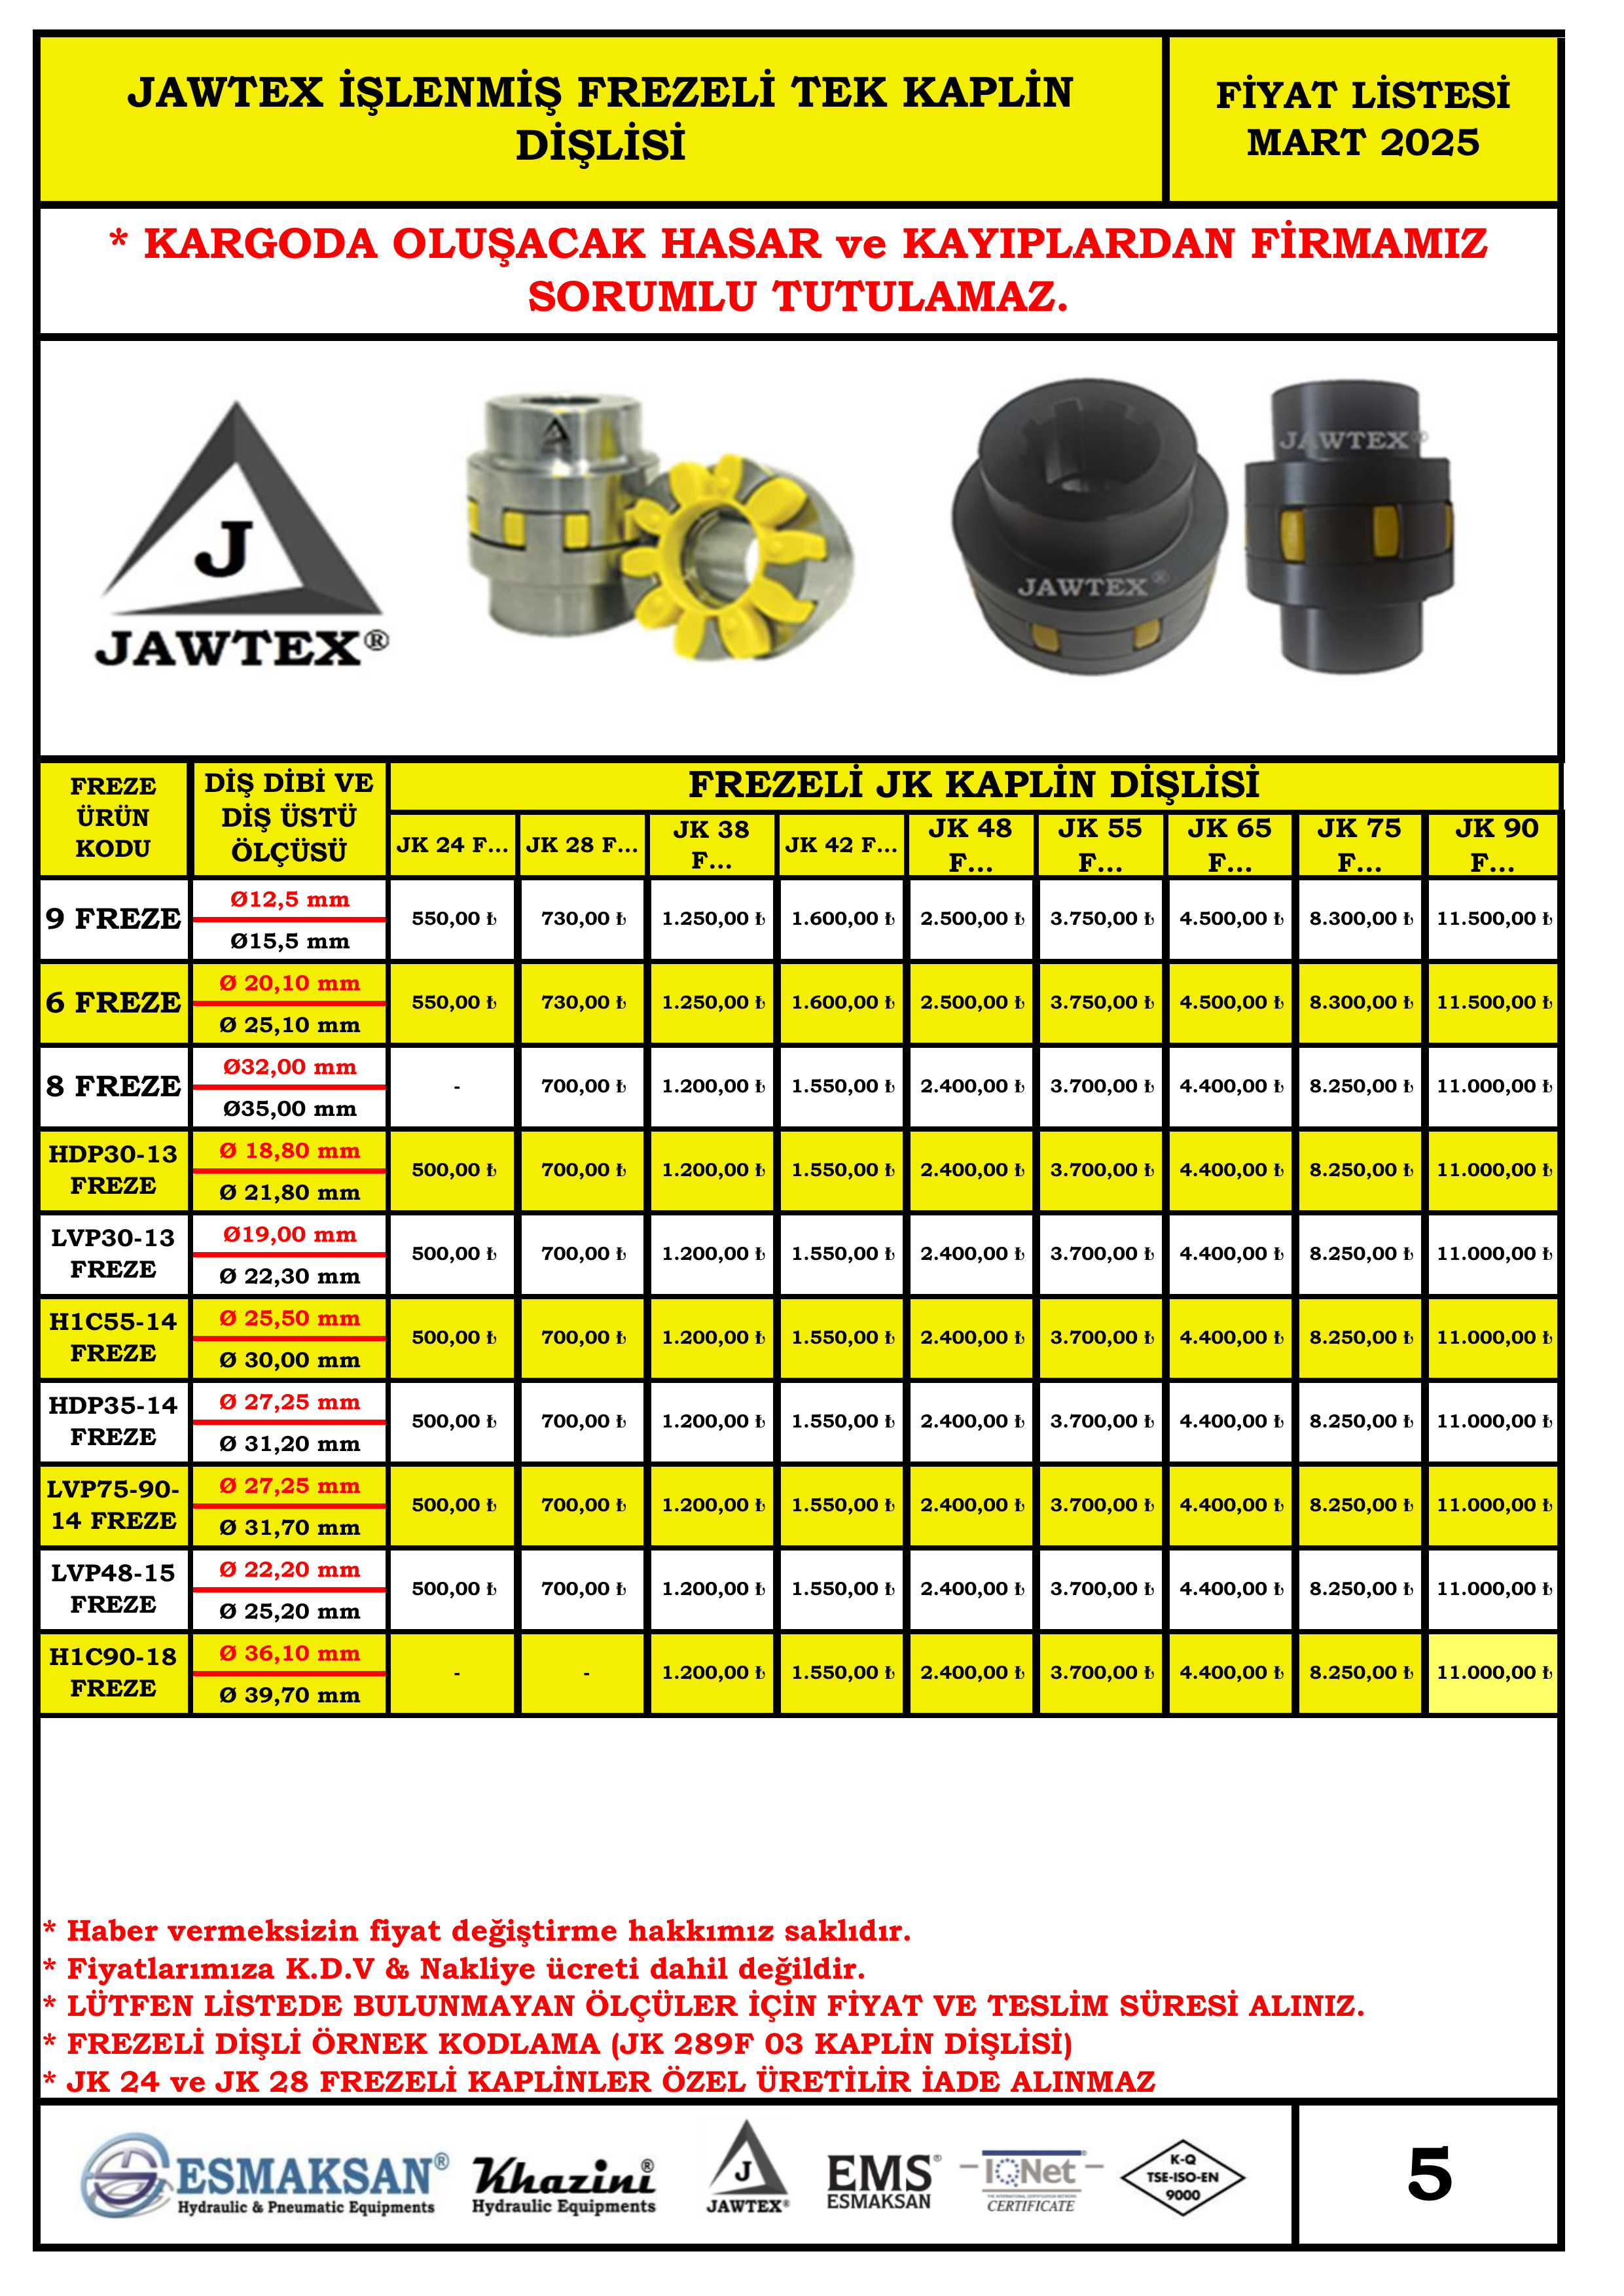 JAWTEX İŞLENMİŞ FREZELİ TEK KAPLİN
DİŞLİSİ
FİYAT LİSTESİ
MART 2025
* KARGODA OLUŞACAK HASAR ve KAYIPLARDAN FİRMAMIZ
SORUMLU TUTULAMAZ.
J
JAWTEX®
JAWTEX®
JAWTEX®
FREZE
ÜRÜN
KODU
DİŞ DİBİ VE
DİŞ ÜSTÜ
ÖLÇÜSÜ
FREZELİ JK KAPLİN DİŞLİSİ
JK 24 F... JK 28 F... JK 38 F... JK 42 F... JK 48 F... JK 55 F... JK 65 F... JK 75 F... JK 90 F...
9 FREZE
Ø12,5 mm
Ø15,5 mm
550,00 ₺ 730,00 ₺ 1.250,00 ₺ 1.600,00 ₺ 2.500,00 ₺ 3.750,00 ₺ 4.500,00 ₺ 8.300,00 ₺ 11.500,00 ₺
6 FREZE
Ø 20,10 mm
Ø 25,10 mm
550,00 ₺ 730,00 ₺ 1.250,00 ₺ 1.600,00 ₺ 2.500,00 ₺ 3.750,00 ₺ 4.500,00 ₺ 8.300,00 ₺ 11.500,00 ₺
8 FREZE
Ø32,00 mm
Ø35,00 mm
- 700,00 ₺ 1.200,00 ₺ 1.550,00 ₺ 2.400,00 ₺ 3.700,00 ₺ 4.400,00 ₺ 8.250,00 ₺ 11.000,00 ₺
HDP30-13
FREZE
Ø 18,80 mm
Ø 21,80 mm
500,00 ₺ 700,00 ₺ 1.200,00 ₺ 1.550,00 ₺ 2.400,00 ₺ 3.700,00 ₺ 4.400,00 ₺ 8.250,00 ₺ 11.000,00 ₺
LVP30-13
FREZE
Ø19,00 mm
Ø 22,30 mm
500,00 ₺ 700,00 ₺ 1.200,00 ₺ 1.550,00 ₺ 2.400,00 ₺ 3.700,00 ₺ 4.400,00 ₺ 8.250,00 ₺ 11.000,00 ₺
H1C55-14
FREZE
Ø 25,50 mm
Ø 30,00 mm
500,00 ₺ 700,00 ₺ 1.200,00 ₺ 1.550,00 ₺ 2.400,00 ₺ 3.700,00 ₺ 4.400,00 ₺ 8.250,00 ₺ 11.000,00 ₺
HDP35-14
FREZE
Ø 27,25 mm
Ø 31,20 mm
500,00 ₺ 700,00 ₺ 1.200,00 ₺ 1.550,00 ₺ 2.400,00 ₺ 3.700,00 ₺ 4.400,00 ₺ 8.250,00 ₺ 11.000,00 ₺
LVP75-90-
14 FREZE
Ø 27,25 mm
Ø 31,70 mm
500,00 ₺ 700,00 ₺ 1.200,00 ₺ 1.550,00 ₺ 2.400,00 ₺ 3.700,00 ₺ 4.400,00 ₺ 8.250,00 ₺ 11.000,00 ₺
LVP48-15
FREZE
Ø 22,20 mm
Ø 25,20 mm
500,00 ₺ 700,00 ₺ 1.200,00 ₺ 1.550,00 ₺ 2.400,00 ₺ 3.700,00 ₺ 4.400,00 ₺ 8.250,00 ₺ 11.000,00 ₺
H1C90-18
FREZE
Ø 36,10 mm
Ø 39,70 mm
- - 1.200,00 ₺ 1.550,00 ₺ 2.400,00 ₺ 3.700,00 ₺ 4.400,00 ₺ 8.250,00 ₺ 11.000,00 ₺
* Haber vermeksizin fiyat değiştirme hakkımız saklıdır.
* Fiyatlarımıza K.D.V & Nakliye ücreti dahil değildir.
* LÜTFEN LİSTEDE BULUNMAYAN ÖLÇÜLER İÇİN FİYAT VE TESLİM SÜRESİ ALINIZ.
* FREZELİ DİŞLİ ÖRNEK KODLAMA (JK 289F 03 KAPLİN DİŞLİSİ)
* JK 24 ve JK 28 FREZELİ KAPLİNLER ÖZEL ÜRETİLİR İADE ALINMAZ
ESMAKSAN®
Hydraulic & Pneumatic Equipments
Khazini®
Hydraulic Equipments
J
JAWTEX®
EMS®
ESMAKSAN
IQNet
THE INTERNATIONAL CERTIFICATION NETWORK
CERTIFICATE
K-Q
TSE-ISO-EN
9000
5